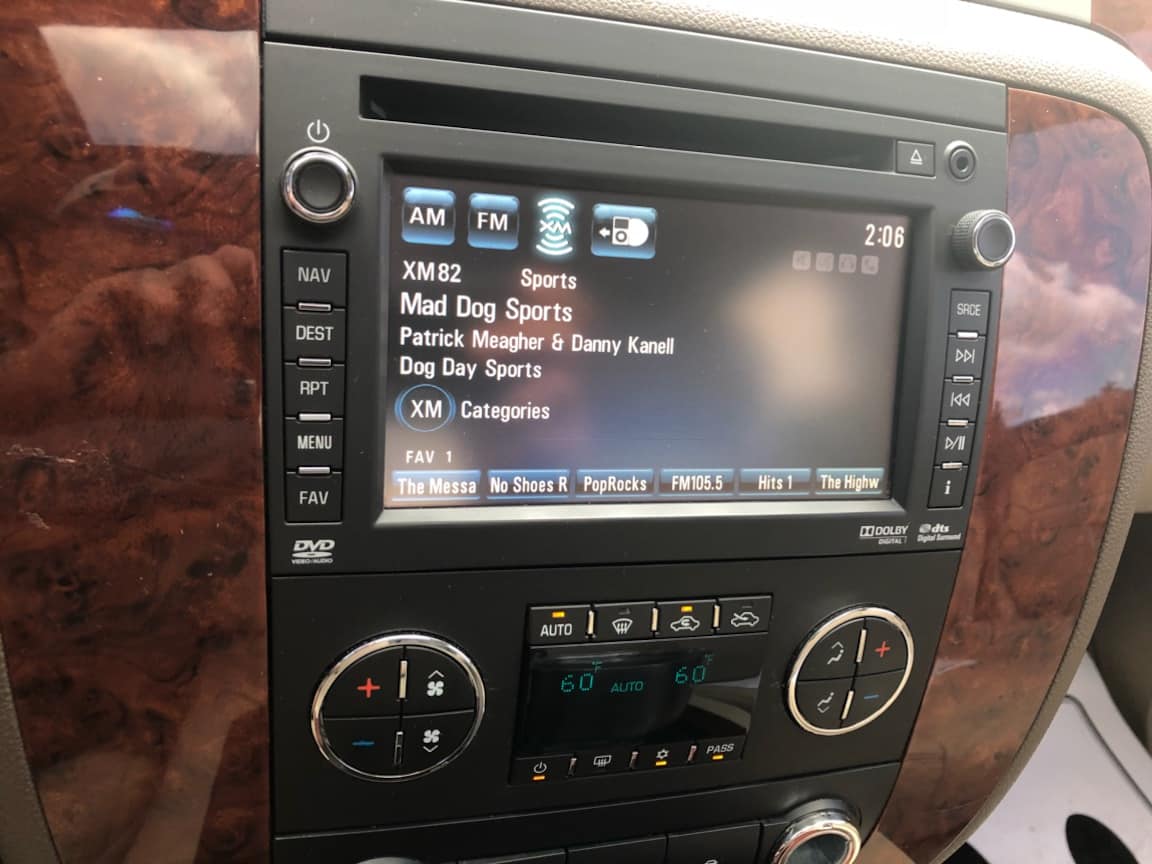 AM FM XM 2:06
XM82 Sports
Mad Dog Sports
Patrick Meagher & Danny Kanell
Dog Day Sports
XM Categories
FAV 1
The Messa No Shoes R PopRocks FM105.5 Hits 1 The Highw
NAV
DEST
RPT
MENU
FAV
SRCE
i
DVD
VIDEO/AUDIO
DOLBY
DIGITAL
dts
Digital Surround
AUTO
60°F AUTO 60°F
PASS